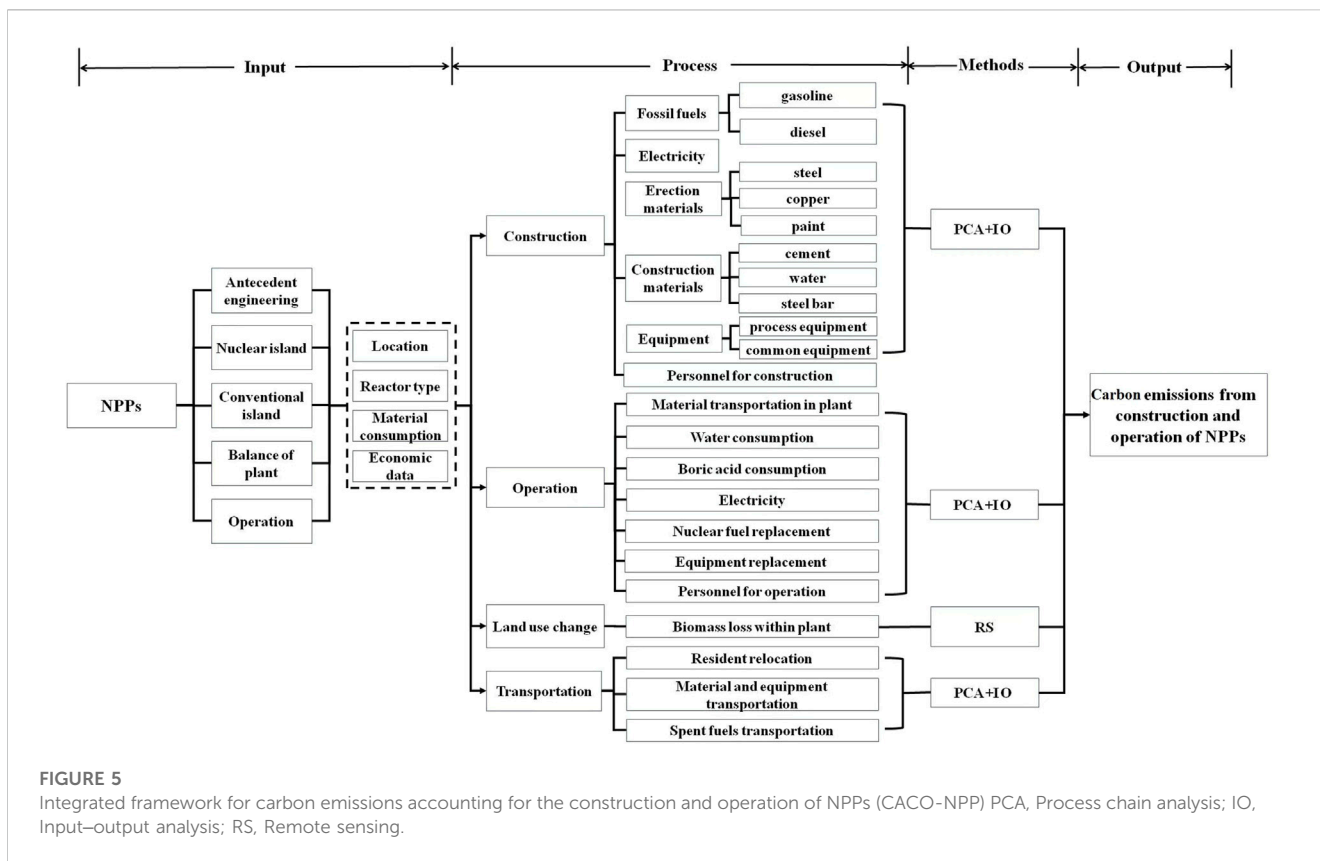 Input
Process
Methods
Output
NPPs
Antecedent
engineering
Nuclear island
Conventional
island
Balance of
plant
Operation
Location
Reactor type
Material
consumption
Economic
data
Construction
Fossil fuels
gasoline
diesel
Electricity
Erection
materials
steel
copper
paint
Construction
materials
cement
water
steel bar
Equipment
process equipment
common equipment
Personnel for construction
PCA+IO
Operation
Material transportation in plant
Water consumption
Boric acid consumption
Electricity
Nuclear fuel replacement
Equipment replacement
Personnel for operation
PCA+IO
Land use change
Biomass loss within plant
RS
Transportation
Resident relocation
Material and equipment
transportation
Spent fuels transportation
PCA+IO
Carbon emissions from
construction and
operation of NPPs
FIGURE 5
Integrated framework for carbon emissions accounting for the construction and operation of NPPs (CACO-NPP) PCA, Process chain analysis; IO,
Input–output analysis; RS, Remote sensing.